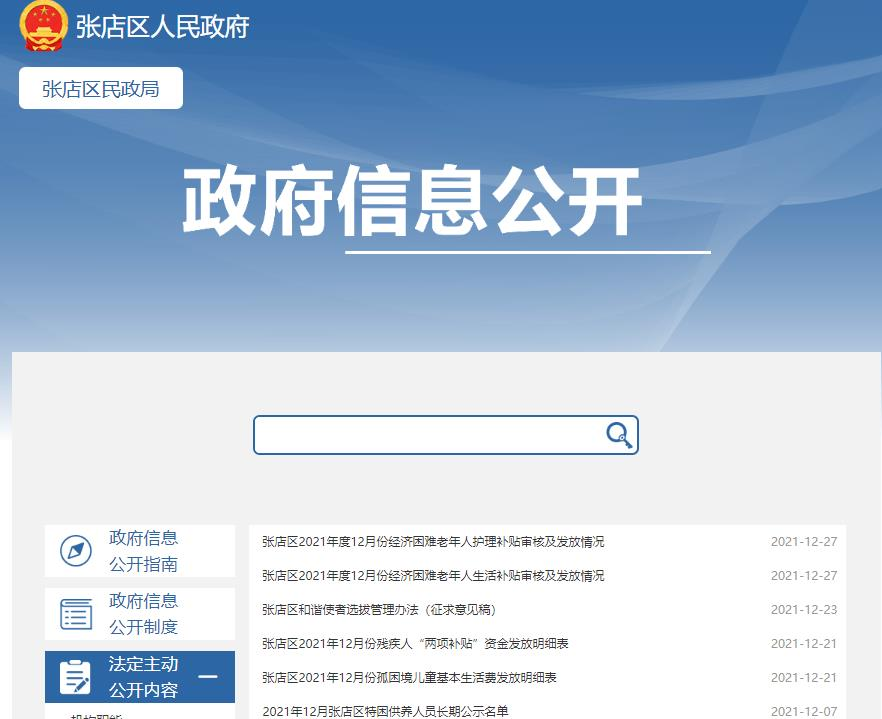 张店区人民政府
张店区民政局
政府信息公开
政府信息
公开指南
政府信息
公开制度
法定主动
公开内容
机构职能
张店区2021年度12月份经济困难老年人护理补贴审核及发放情况 2021-12-27
张店区2021年度12月份经济困难老年人生活补贴审核及发放情况 2021-12-27
张店区和谐使者选拔管理办法（征求意见稿） 2021-12-23
张店区2021年12月份残疾人“两项补贴”资金发放明细表 2021-12-21
张店区2021年12月份孤困境儿童基本生活费发放明细表 2021-12-21
2021年12月张店区特困供养人员长期公示名单 2021-12-07